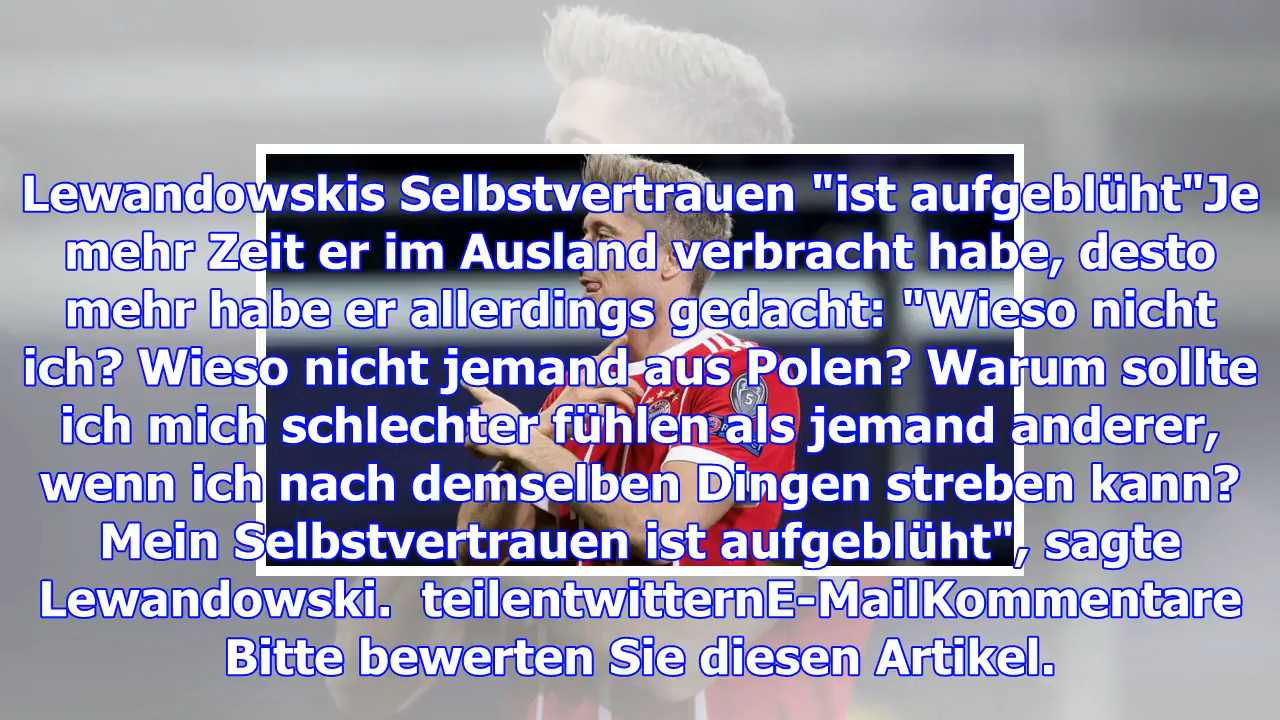 Lewandowskis Selbstvertrauen "ist aufgeblüht"Je
mehr Zeit er im Ausland verbracht habe, desto
mehr habe er allerdings gedacht: "Wieso nicht
ich? Wieso nicht jemand aus Polen? Warum sollte
ich mich schlechter fühlen als jemand anderer,
wenn ich nach demselben Dingen streben kann?
Mein Selbstvertrauen ist aufgeblüht", sagte
Lewandowski.  teilentwitternE-MailKommentare
Bitte bewerten Sie diesen Artikel.
5